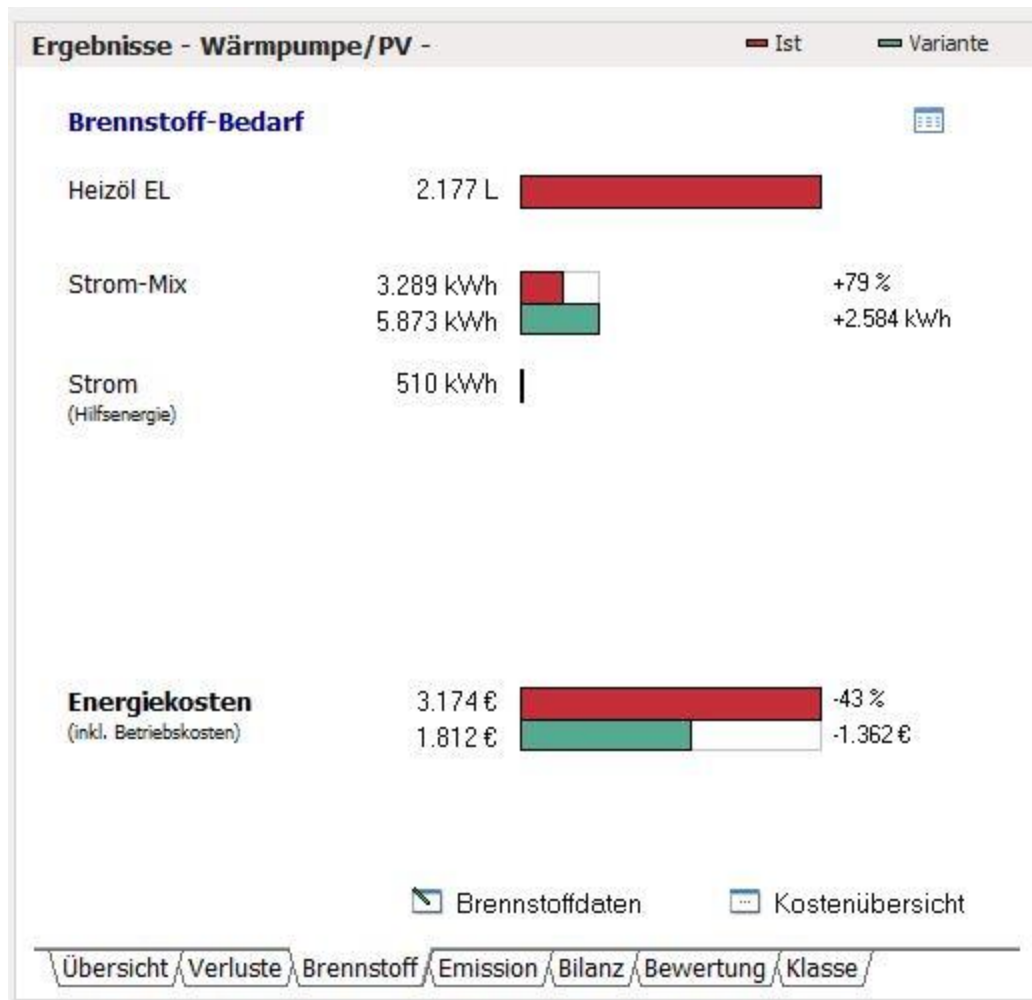 Ergebnisse - Wärmpumpe/PV -
Ist
Variante
Brennstoff-Bedarf
Heizöl EL
2.177 L
Strom-Mix
3.289 kWh
+79 %
5.873 kWh
+2.584 kWh
Strom
510 kWh
(Hilfsenergie)
Energiekosten
3.174 €
-43 %
(inkl. Betriebskosten)
1.812 €
-1.362 €
Brennstoffdaten
Kostenübersicht
Übersicht Verluste Brennstoff Emission Bilanz Bewertung Klasse